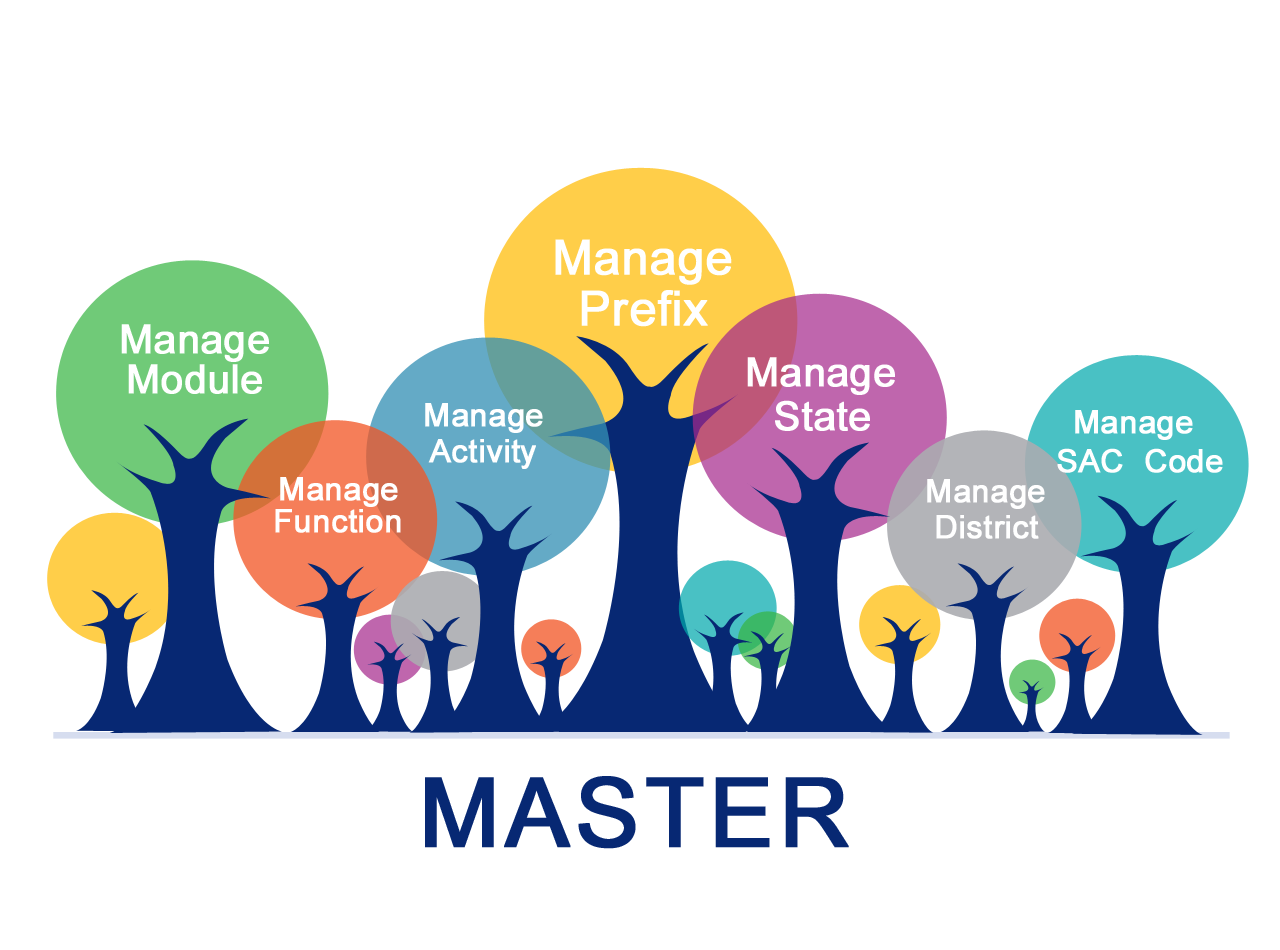 Manage
Module
Manage
Function
Manage
Activity
Manage
Prefix
Manage
State
Manage
District
Manage
SAC Code
MASTER